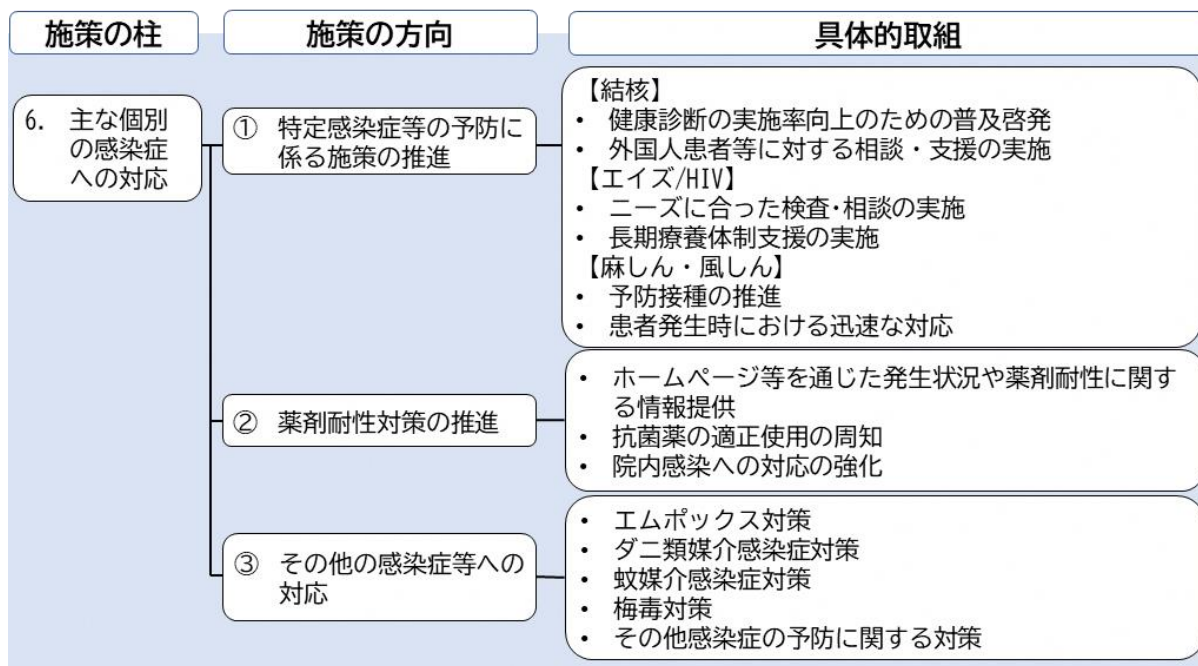 施策の柱
施策の方向
具体的取組
6. 主な個別
の感染症
への対応
① 特定感染症等の予防に
係る施策の推進
【結核】
• 健康診断の実施率向上のための普及啓発
• 外国人患者等に対する相談・支援の実施
【エイズ/HIV】
• ニーズに合った検査･相談の実施
• 長期療養体制支援の実施
【麻しん・風しん】
• 予防接種の推進
• 患者発生時における迅速な対応
② 薬剤耐性対策の推進
• ホームページ等を通じた発生状況や薬剤耐性に関す
る情報提供
• 抗菌薬の適正使用の周知
• 院内感染への対応の強化
③ その他の感染症等への
対応
• エムポックス対策
• ダニ類媒介感染症対策
• 蚊媒介感染症対策
• 梅毒対策
• その他感染症の予防に関する対策